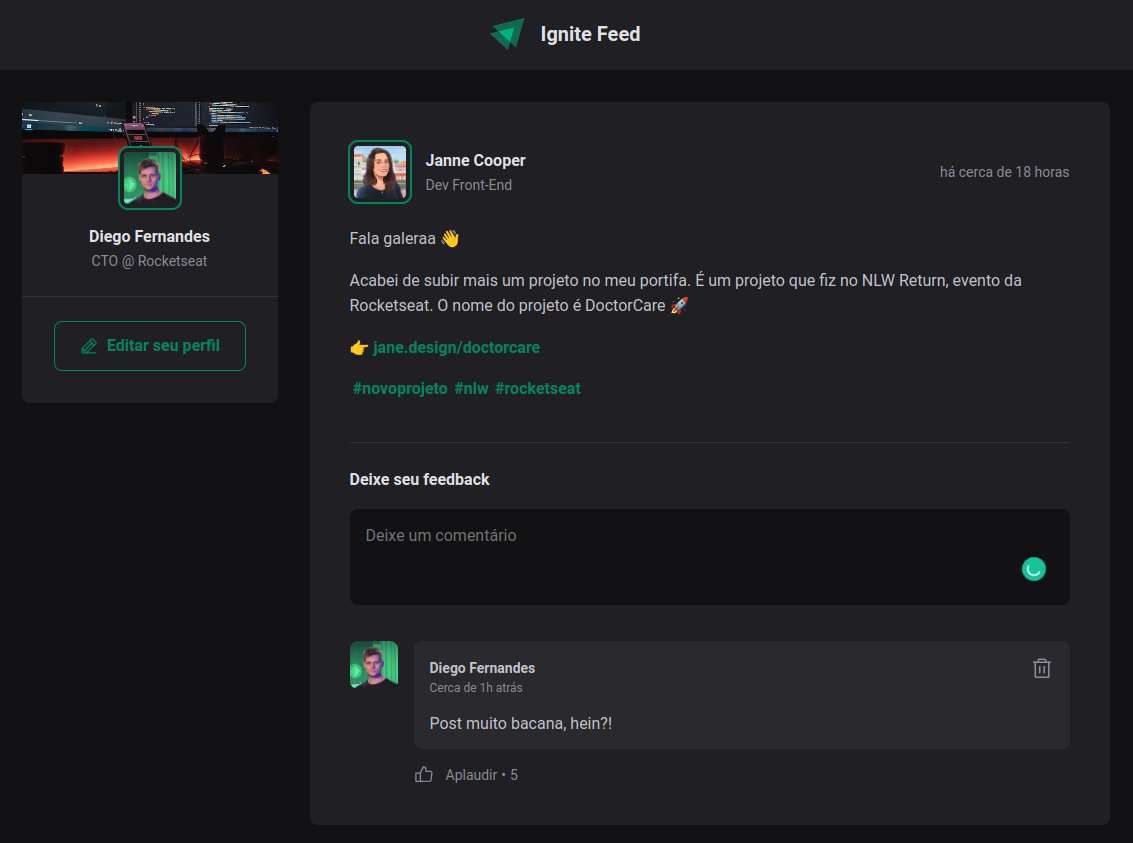 Ignite Feed
Diego Fernandes
CTO @ Rocketseat
Editar seu perfil
Janne Cooper
Dev Front-End
há cerca de 18 horas
Fala galeraa 👋
Acabei de subir mais um projeto no meu portifa. É um projeto que fiz no NLW Return, evento da
Rocketseat. O nome do projeto é DoctorCare 🚀
👉 jane.design/doctorcare
#novoprojeto #nlw #rocketseat
Deixe seu feedback
Deixe um comentário
Diego Fernandes
Cerca de 1h atrás
Post muito bacana, hein?!
Aplaudir • 5